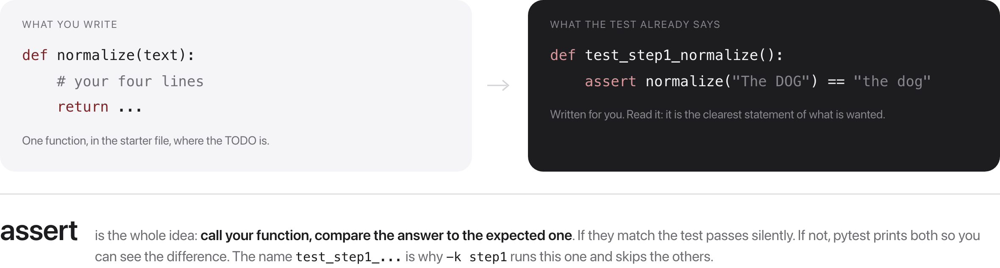 WHAT YOU WRITE
def normalize(text):
    # your four lines
    return ...
One function, in the starter file, where the TODO is.
WHAT THE TEST ALREADY SAYS
def test_step1_normalize():
    assert normalize("The DOG") == "the dog"
Written for you. Read it: it is the clearest statement of what is wanted.
assert is the whole idea: call your function, compare the answer to the expected one. If they match the test passes silently. If not, pytest prints both so you
can see the difference. The name test_step1_... is why -k step1 runs this one and skips the others.